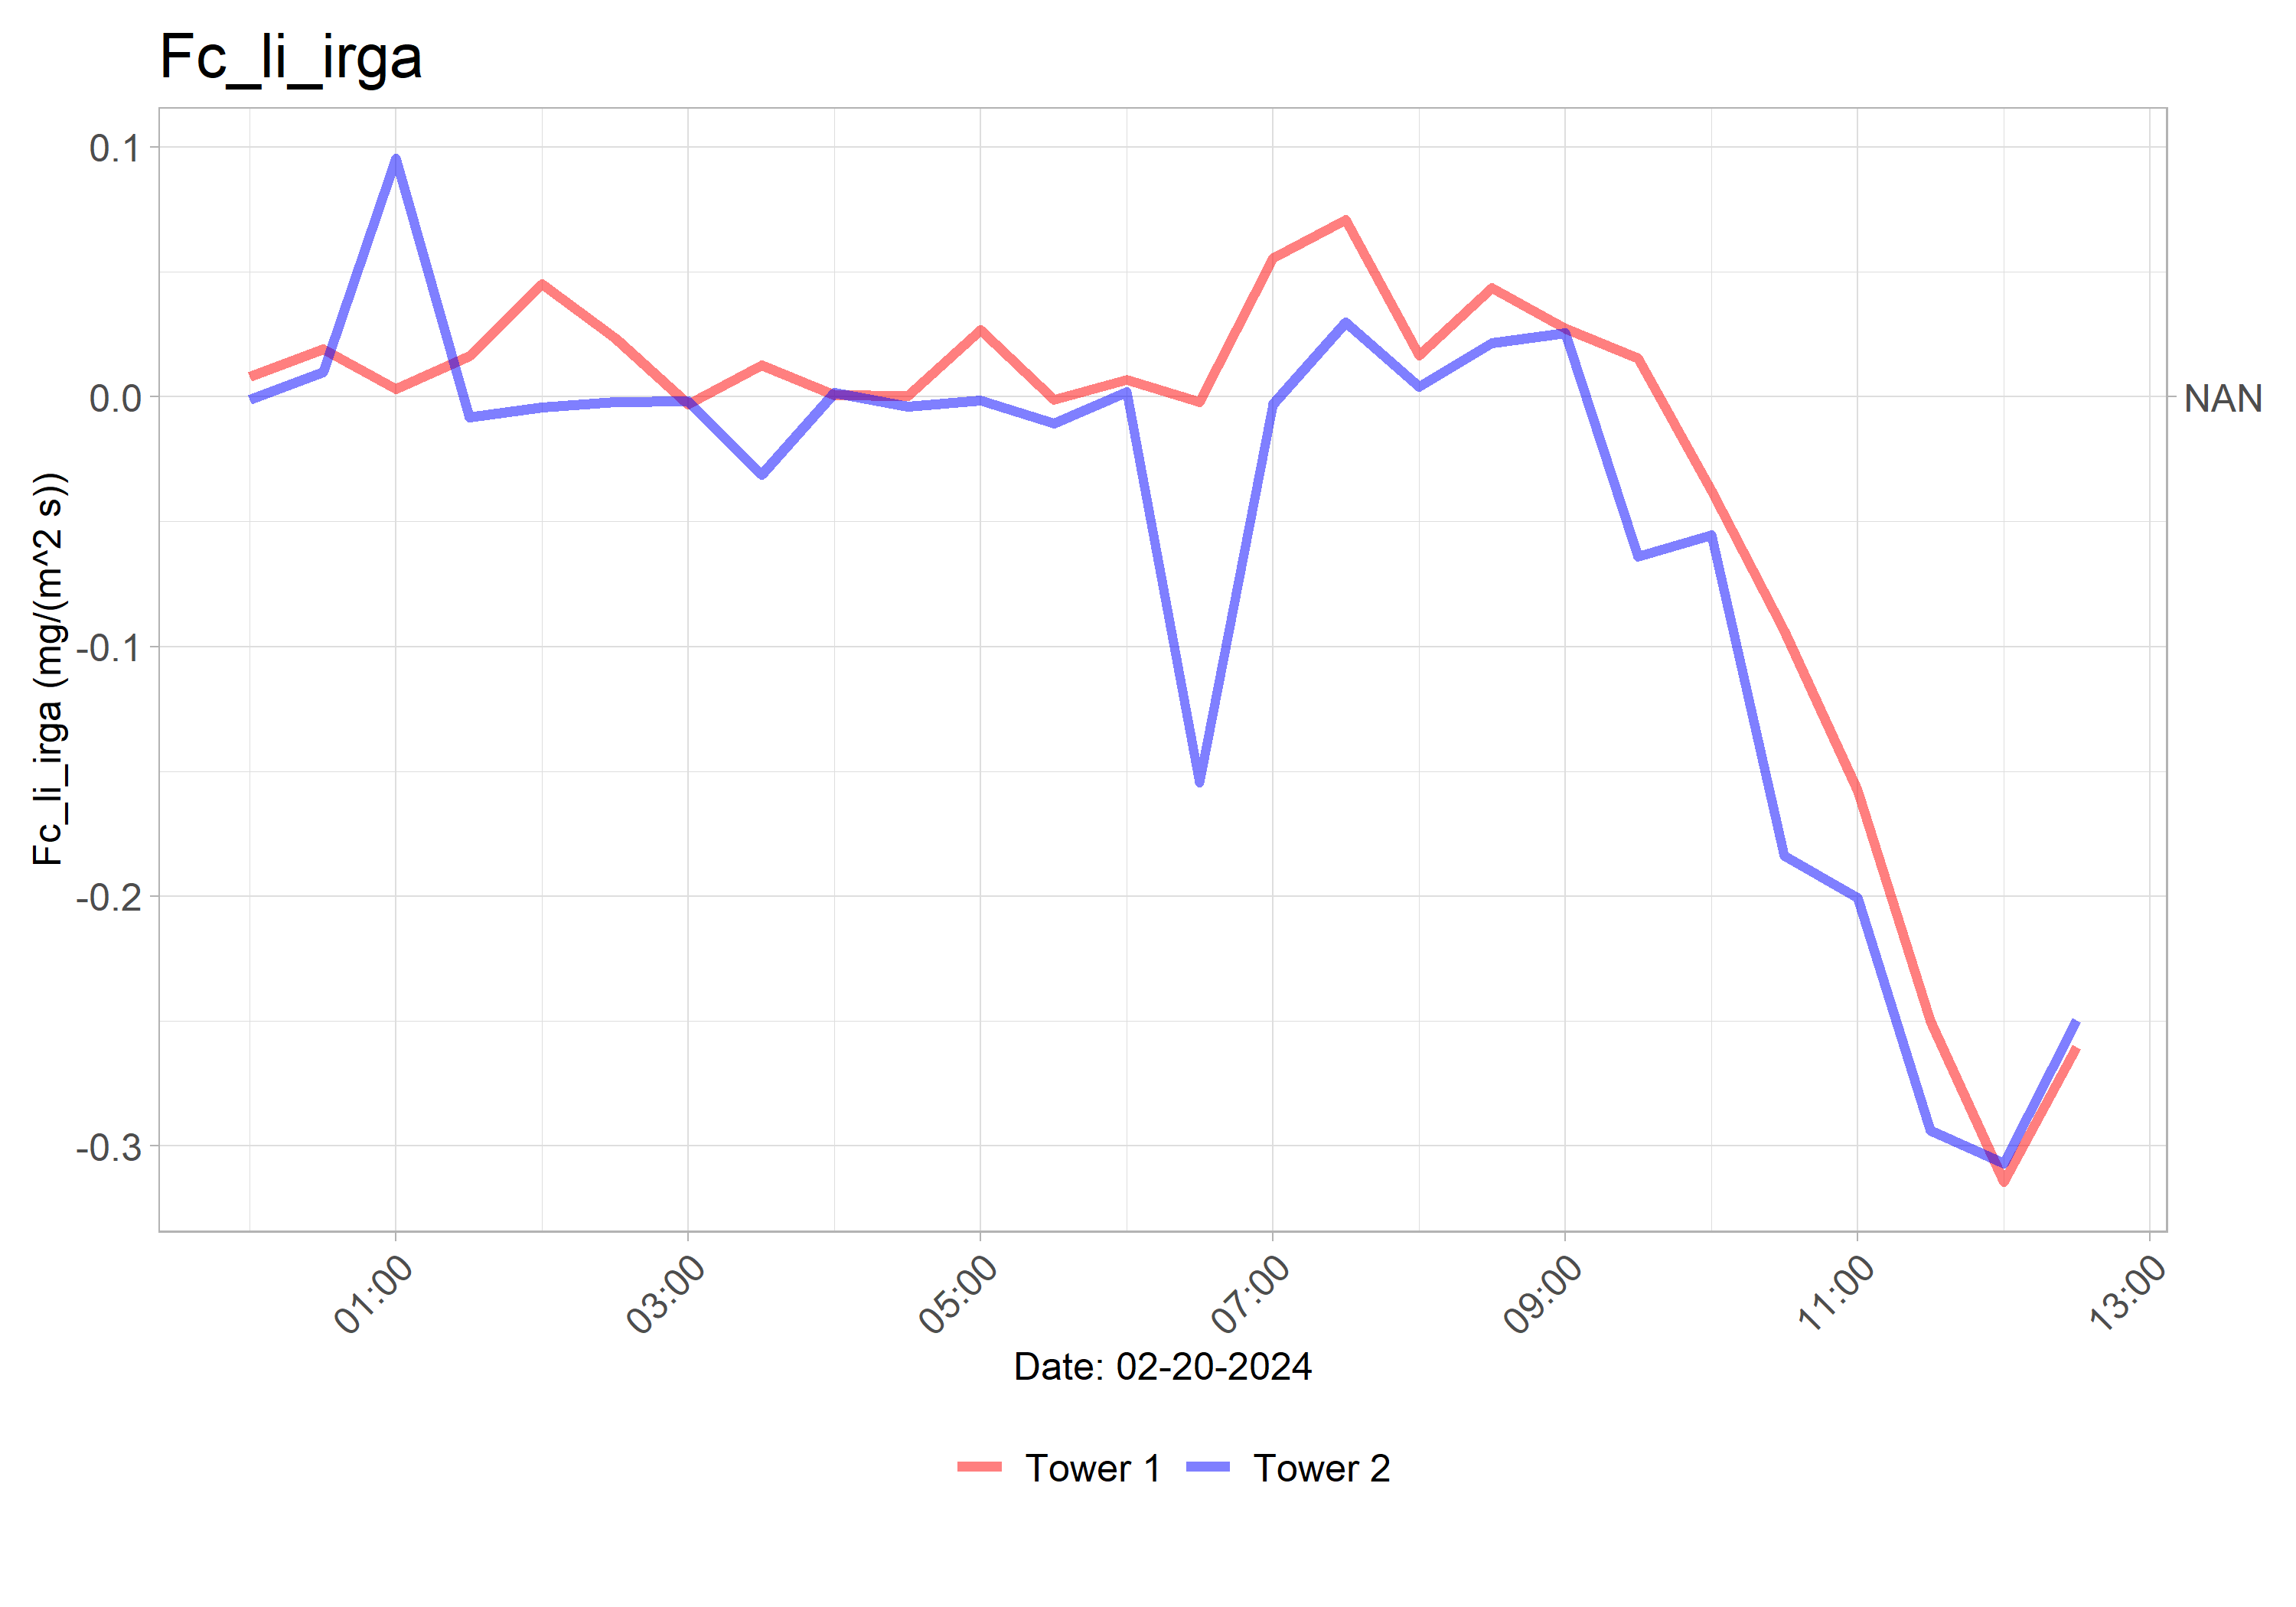 Fc_li_irga
Fc_li_irga (mg/(m^2 s))
0.1
0.0
-0.1
-0.2
-0.3
NAN
01:00
03:00
05:00
07:00
09:00
11:00
13:00
Date: 02-20-2024
Tower 1
Tower 2